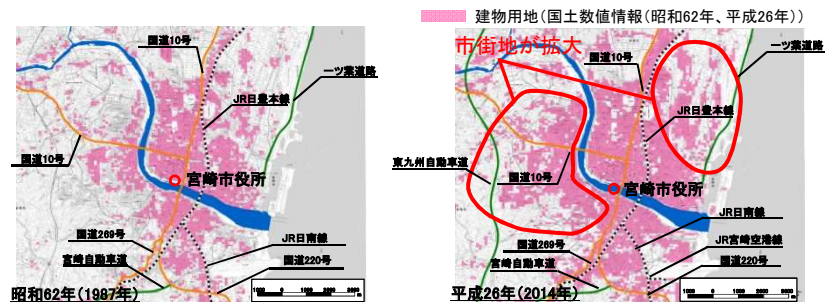 建物用地(国土数値情報(昭和62年、平成26年))
国道10号
一ツ葉道路
JR日豊本線
国道10号
宮崎市役所
国道269号
宮崎自動車道
JR日南線
国道220号
昭和62年(1987年)
市街地が拡大
国道10号
一ツ葉道路
JR日豊本線
東九州自動車道
国道10号
宮崎市役所
国道269号
宮崎自動車道
JR日南線
JR宮崎空港線
国道220号
平成26年(2014年)